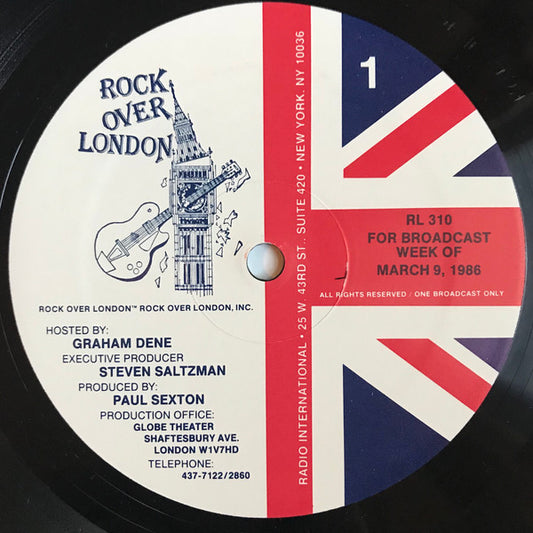 ROCK
OVER
LONDON
ROCK OVER LONDON™ ROCK OVER LONDON, INC.
HOSTED BY:
GRAHAM DENE
EXECUTIVE PRODUCER
STEVEN SALTZMAN
PRODUCED BY:
PAUL SEXTON
PRODUCTION OFFICE:
GLOBE THEATER
SHAFTESBURY AVE.
LONDON W1V7HD
TELEPHONE:
437-7122/2860
RADIO INTERNATIONAL • 25 W. 43RD ST., SUITE 420 • NEW YORK, NY 10036
1
RL 310
FOR BROADCAST
WEEK OF
MARCH 9, 1986
ALL RIGHTS RESERVED / ONE BROADCAST ONLY